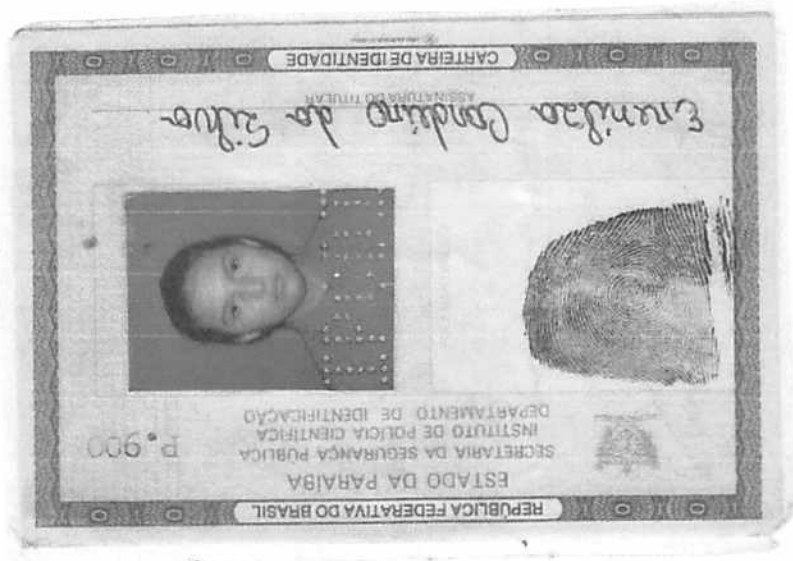 REPÚBLICA FEDERATIVA DO BRASIL
ESTADO DA PARAÍBA
SECRETARIA DA SEGURANÇA PÚBLICA
INSTITUTO DE POLÍCIA CIENTÍFICA
DEPARTAMENTO DE IDENTIFICAÇÃO
P.900
da Silva
ASSINATURA DO TITULAR
CARTEIRA DE IDENTIDADE